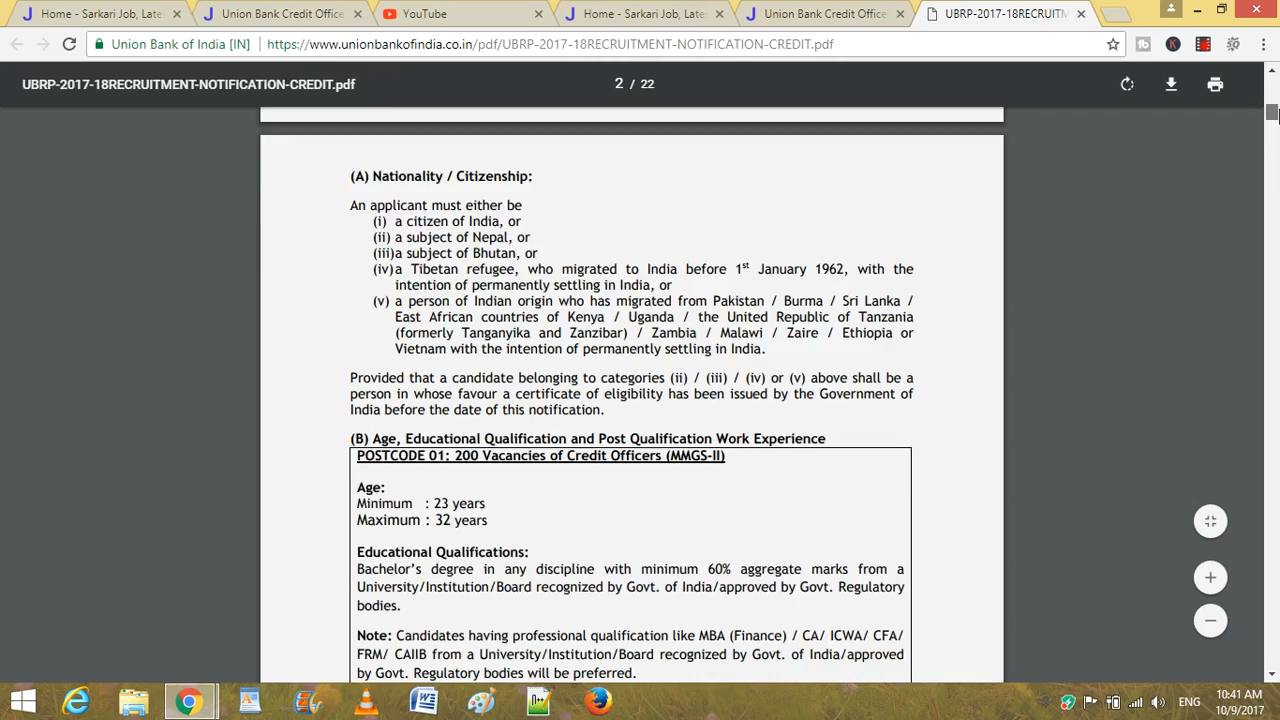 Home - Sarkari Job, Late
Union Bank Credit Office
YouTube
Home - Sarkari Job, Late
Union Bank Credit Office
UBRP-2017-18RECRUITM
Union Bank of India [IN]
https://www.unionbankofindia.co.in/pdf/UBRP-2017-18RECRUITMENT-NOTIFICATION-CREDIT.pdf
UBRP-2017-18RECRUITMENT-NOTIFICATION-CREDIT.pdf
2 / 22
(A) Nationality / Citizenship:
An applicant must either be
(i) a citizen of India, or
(ii) a subject of Nepal, or
(iii)a subject of Bhutan, or
(iv)a Tibetan refugee, who migrated to India before 1st January 1962, with the
intention of permanently settling in India, or
(v) a person of Indian origin who has migrated from Pakistan / Burma / Sri Lanka /
East African countries of Kenya / Uganda / the United Republic of Tanzania
(formerly Tanganyika and Zanzibar) / Zambia / Malawi / Zaire / Ethiopia or
Vietnam with the intention of permanently settling in India.
Provided that a candidate belonging to categories (ii) / (iii) / (iv) or (v) above shall be a
person in whose favour a certificate of eligibility has been issued by the Government of
India before the date of this notification.
(B) Age, Educational Qualification and Post Qualification Work Experience
POSTCODE 01: 200 Vacancies of Credit Officers (MMGS-II)
Age:
Minimum : 23 years
Maximum : 32 years
Educational Qualifications:
Bachelor's degree in any discipline with minimum 60% aggregate marks from a
University/Institution/Board recognized by Govt. of India/approved by Govt. Regulatory
bodies.
Note: Candidates having professional qualification like MBA (Finance) / CA/ ICWA/ CFA/
FRM/ CAIIB from a University/Institution/Board recognized by Govt. of India/approved
by Govt. Regulatory bodies will be preferred.
ENG
10:41 AM
10/9/2017